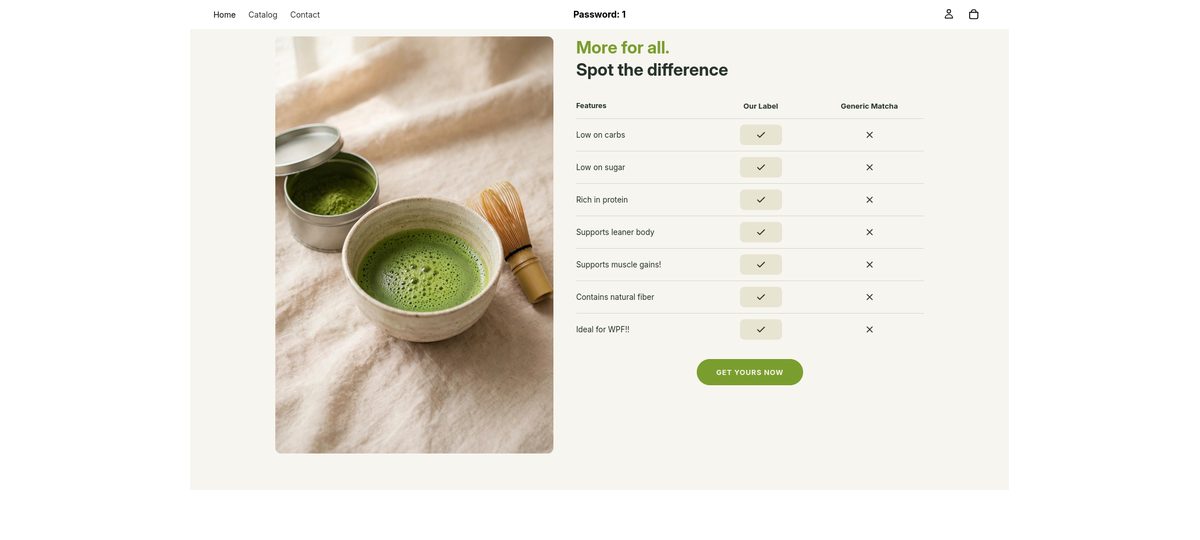 Home Catalog Contact Password: 1
More for all.
Spot the difference
Features Our Label Generic Matcha
Low on carbs
Low on sugar
Rich in protein
Supports leaner body
Supports muscle gains!
Contains natural fiber
Ideal for WPF!!
GET YOURS NOW